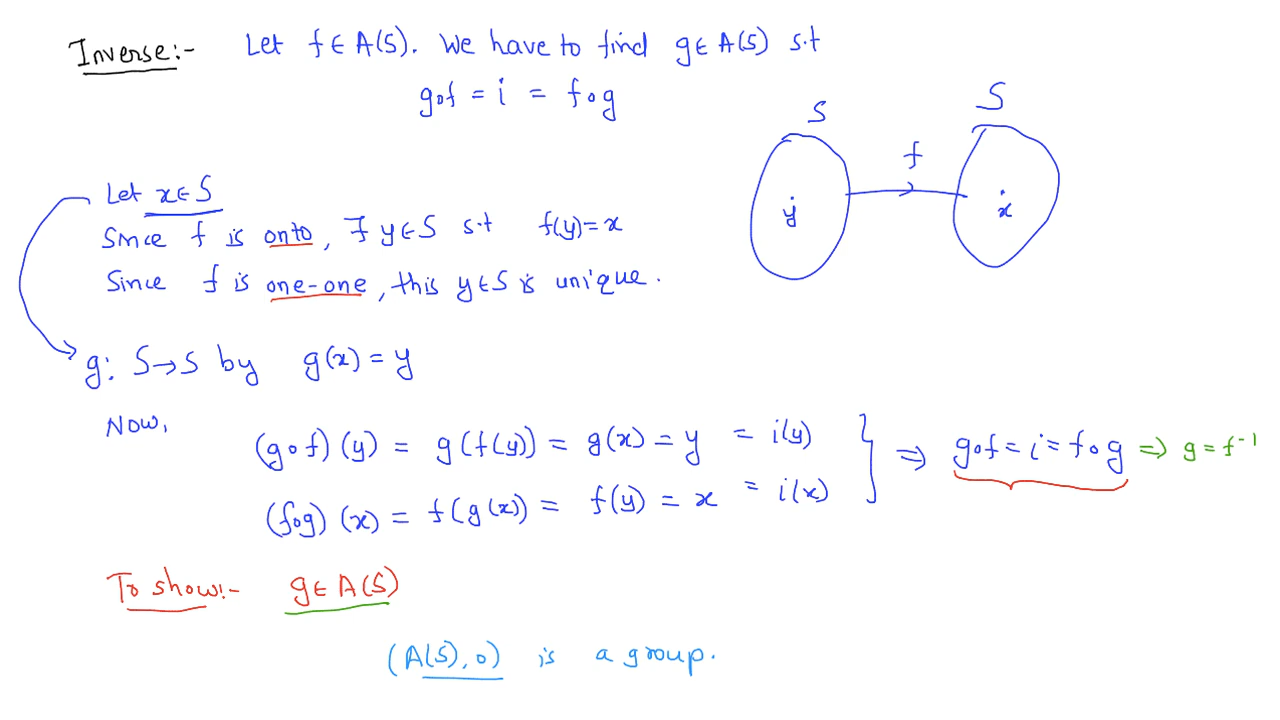 Inverse:- Let f ∈ A(S). We have to find g ∈ A(S) s.t
g∘f = i = f∘g
S
S
f
y
x
Let x ∈ S
Since f is onto, ∃ y ∈ S s.t f(y) = x
Since f is one-one, this y ∈ S is unique.
g: S → S by g(x) = y
Now,
(g∘f)(y) = g(f(y)) = g(x) = y = i(y)
(f∘g)(x) = f(g(x)) = f(y) = x = i(x)
} ⇒ g∘f = i = f∘g ⇒ g = f⁻¹
To show:- g ∈ A(S)
(A(S), ∘) is a group.